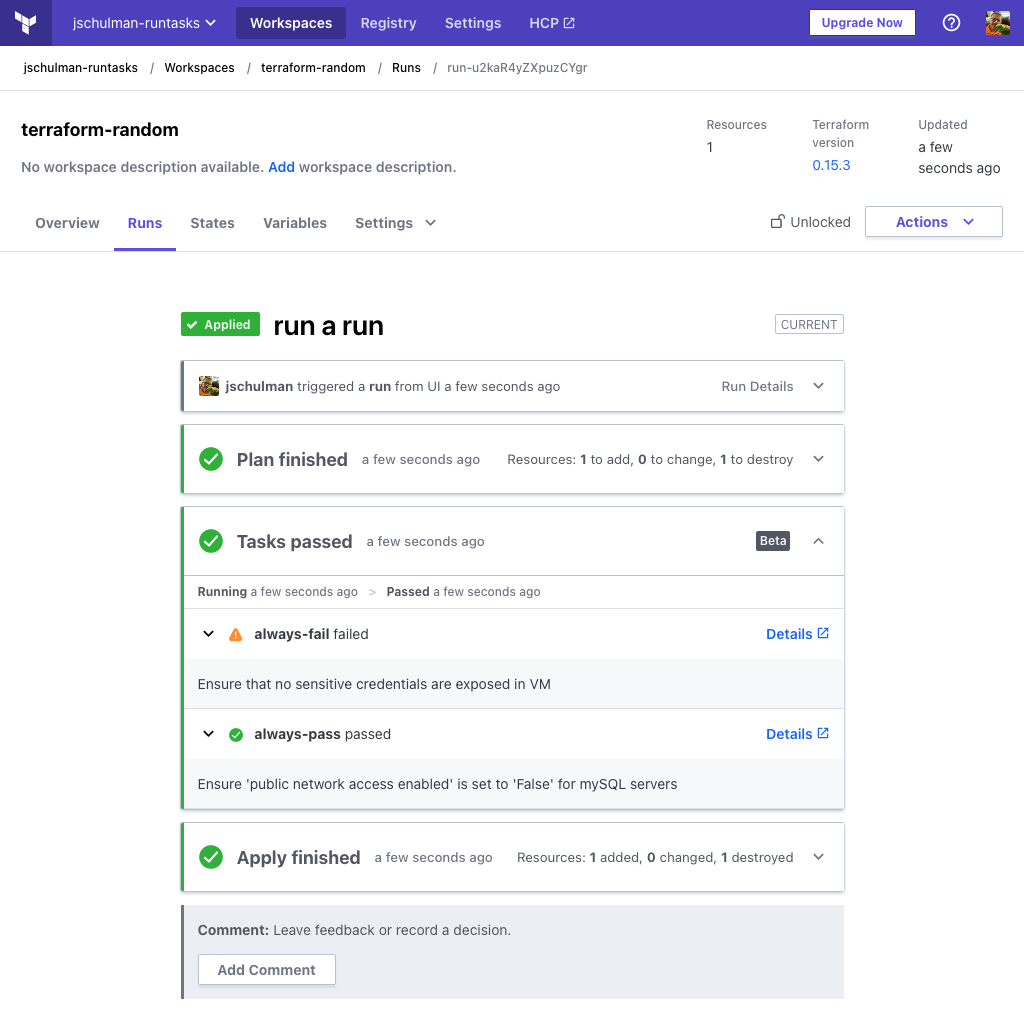 jschulman-runtasks Workspaces Registry Settings HCP Upgrade Now
jschulman-runtasks / Workspaces / terraform-random / Runs / run-u2kaR4yZXpuzCYgr
terraform-random
No workspace description available. Add workspace description.
Resources
1
Terraform
version
0.15.3
Updated
a few
seconds ago
Overview Runs States Variables Settings
Unlocked Actions
Applied run a run CURRENT
jschulman triggered a run from UI a few seconds ago Run Details
Plan finished a few seconds ago Resources: 1 to add, 0 to change, 1 to destroy
Tasks passed a few seconds ago Beta
Running a few seconds ago > Passed a few seconds ago
always-fail failed Details
Ensure that no sensitive credentials are exposed in VM
always-pass passed Details
Ensure 'public network access enabled' is set to 'False' for mySQL servers
Apply finished a few seconds ago Resources: 1 added, 0 changed, 1 destroyed
Comment: Leave feedback or record a decision.
Add Comment